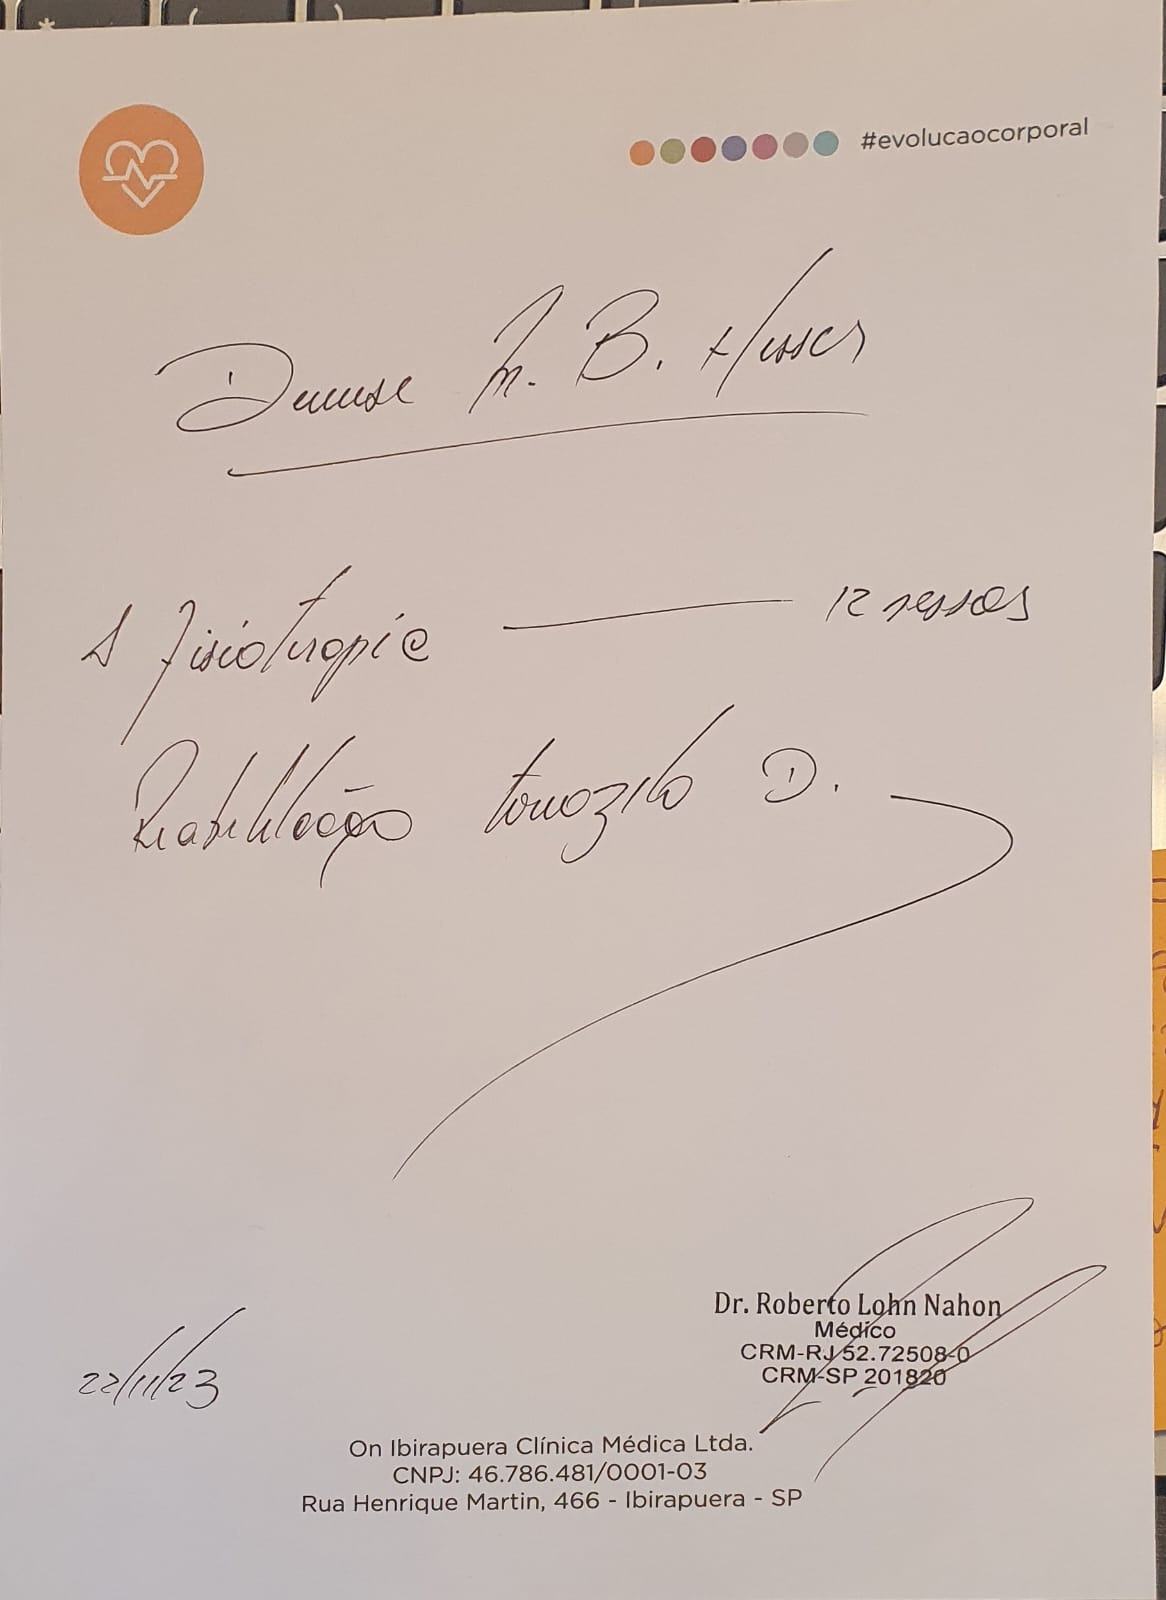 #evolucaocorporal
Denise M. B. Husser
À Fisioterapia 12 sessões
Reabilitação tornozelo D.
22/11/23
Dr. Roberto Lohn Nahon
Médico
CRM-RJ 52.72508-0
CRM-SP 201820
On Ibirapuera Clínica Médica Ltda.
CNPJ: 46.786.481/0001-03
Rua Henrique Martin, 466 - Ibirapuera - SP